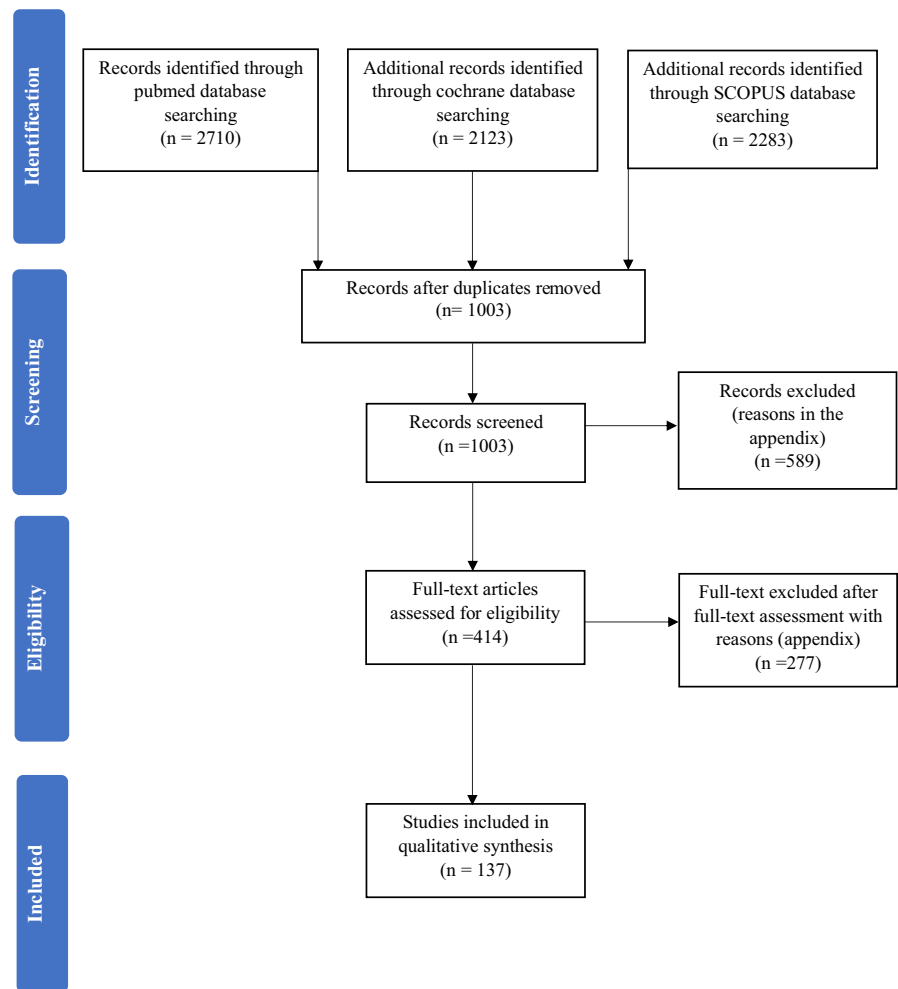 Identification
Records identified through
pubmed database
searching
(n = 2710)
Additional records identified
through cochrane database
searching
(n = 2123)
Additional records identified
through SCOPUS database
searching
(n = 2283)
Screening
Records after duplicates removed
(n= 1003)
Records screened
(n =1003)
Records excluded
(reasons in the
appendix)
(n =589)
Eligibility
Full-text articles
assessed for eligibility
(n =414)
Full-text excluded after
full-text assessment with
reasons (appendix)
(n =277)
Included
Studies included in
qualitative synthesis
(n = 137)